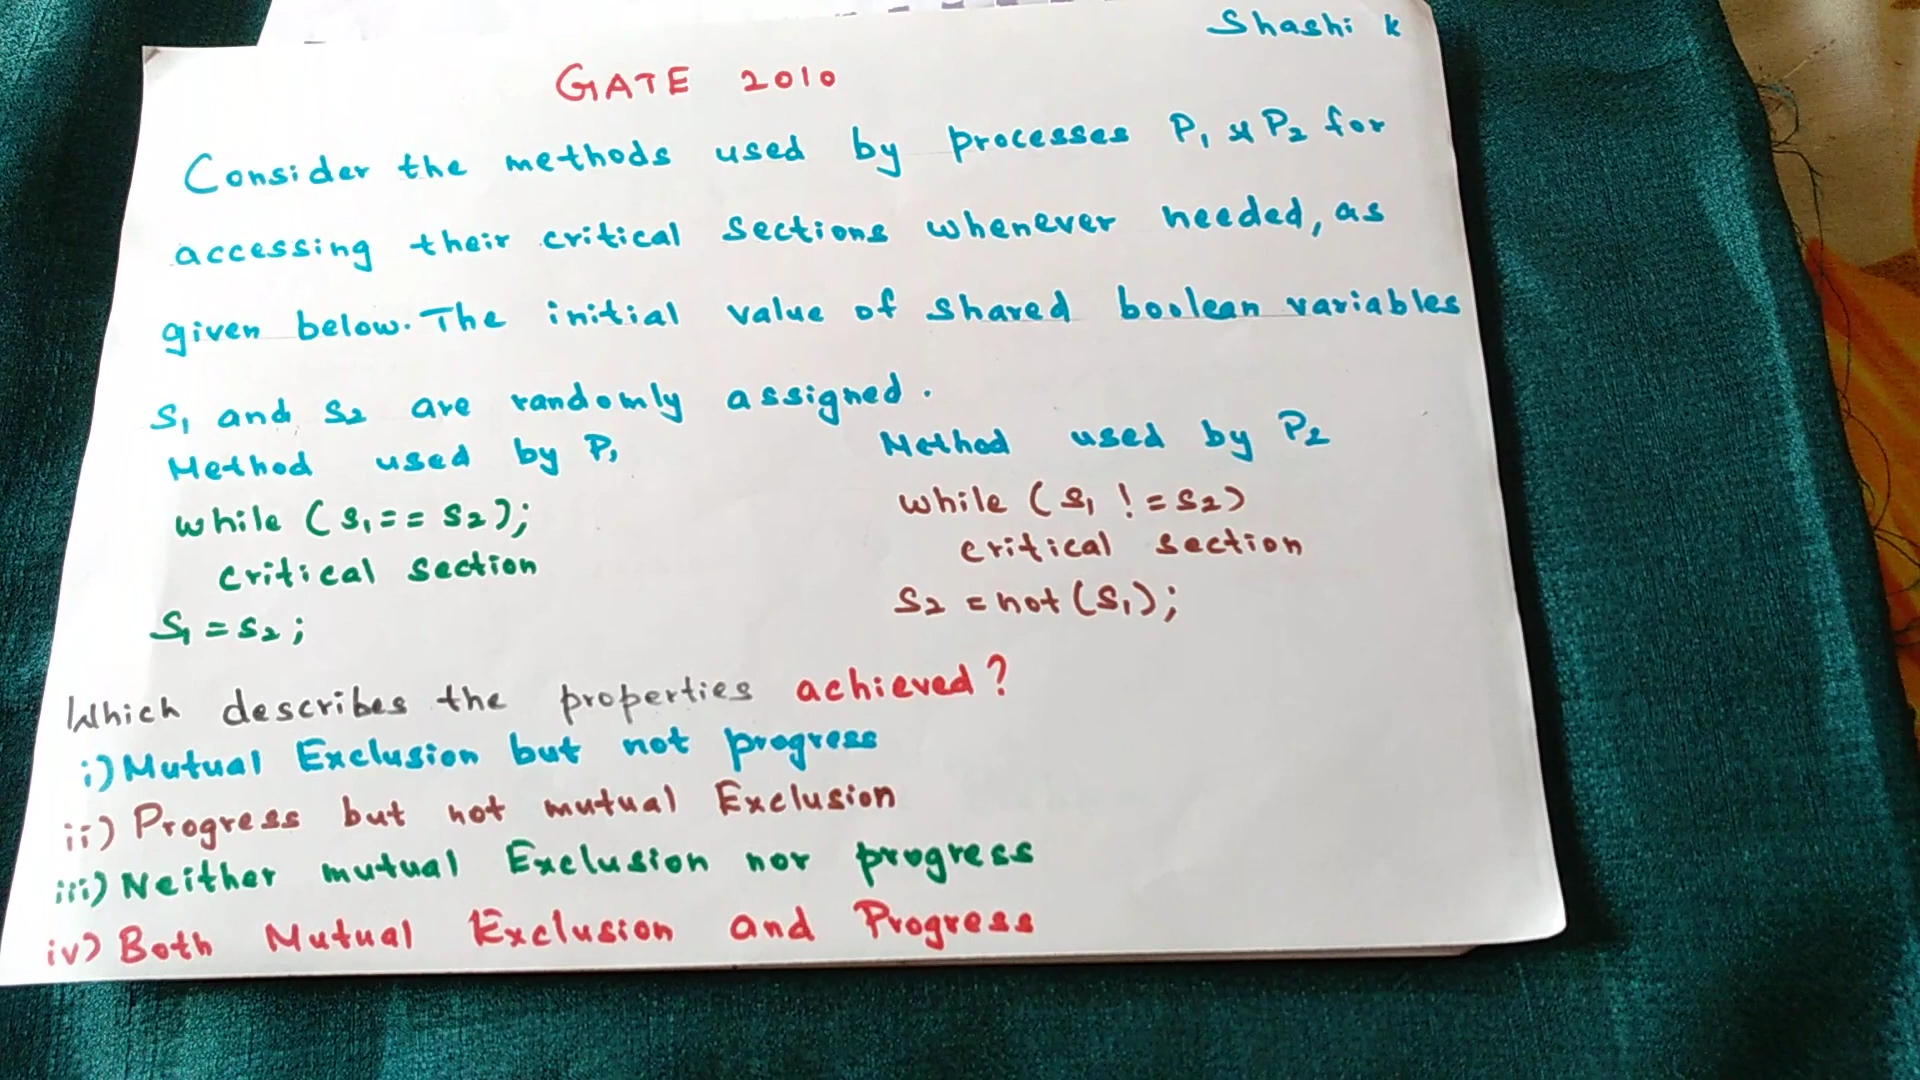 Shashi k
GATE 2010
Consider the methods used by processes P1 & P2 for
accessing their critical sections whenever needed, as
given below. The initial value of shared boolean variables
S1 and S2 are randomly assigned.
Method used by P1
Method used by P2
while (S1 == S2);
critical section
S1 = S2;
while (S1 != S2)
critical section
S2 = not (S1);
Which describes the properties achieved?
i) Mutual Exclusion but not progress
ii) Progress but not mutual Exclusion
iii) Neither mutual Exclusion nor progress
iv) Both Mutual Exclusion and Progress